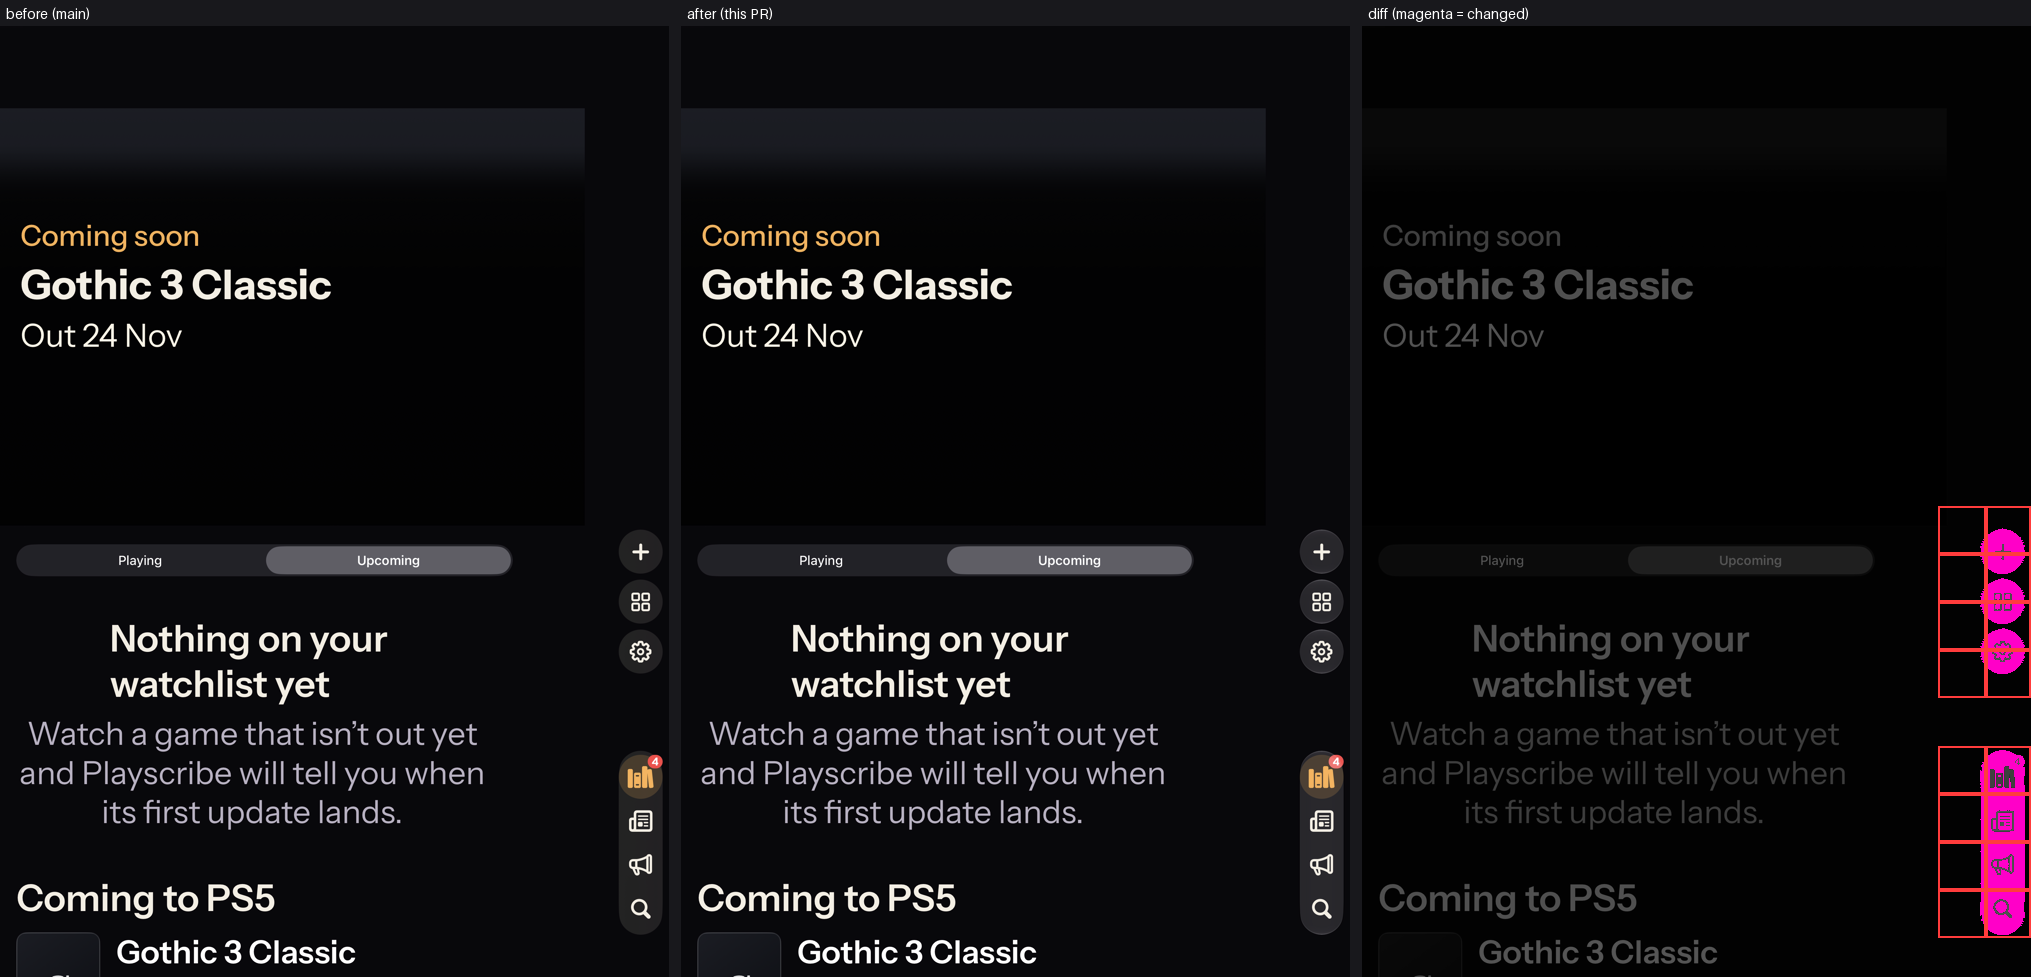 before (main)
Coming soon
Gothic 3 Classic
Out 24 Nov
Playing
Upcoming
Nothing on your
watchlist yet
Watch a game that isn't out yet
and Playscribe will tell you when
its first update lands.
4
Coming to PS5
Gothic 3 Classic
after (this PR)
Coming soon
Gothic 3 Classic
Out 24 Nov
Playing
Upcoming
Nothing on your
watchlist yet
Watch a game that isn't out yet
and Playscribe will tell you when
its first update lands.
4
Coming to PS5
Gothic 3 Classic
diff (magenta = changed)
Coming soon
Gothic 3 Classic
Out 24 Nov
Playing
Upcoming
Nothing on your
watchlist yet
Watch a game that isn't out yet
and Playscribe will tell you when
its first update lands.
Coming to PS5
Gothic 3 Classic